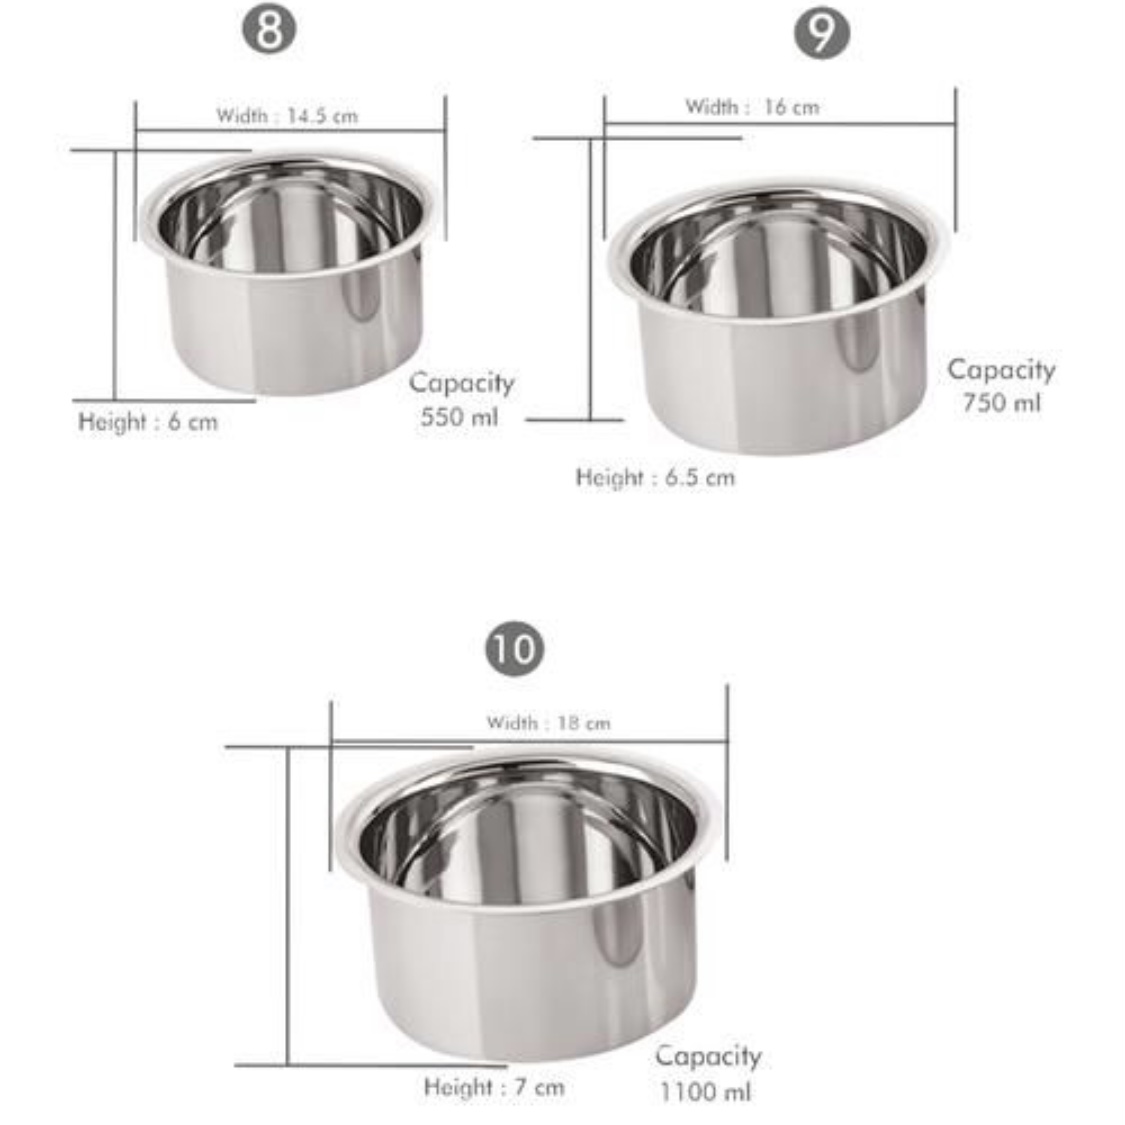 8
Width : 14.5 cm
Height : 6 cm
Capacity
550 ml
9
Width : 16 cm
Height : 6.5 cm
Capacity
750 ml
10
Width : 18 cm
Height : 7 cm
Capacity
1100 ml